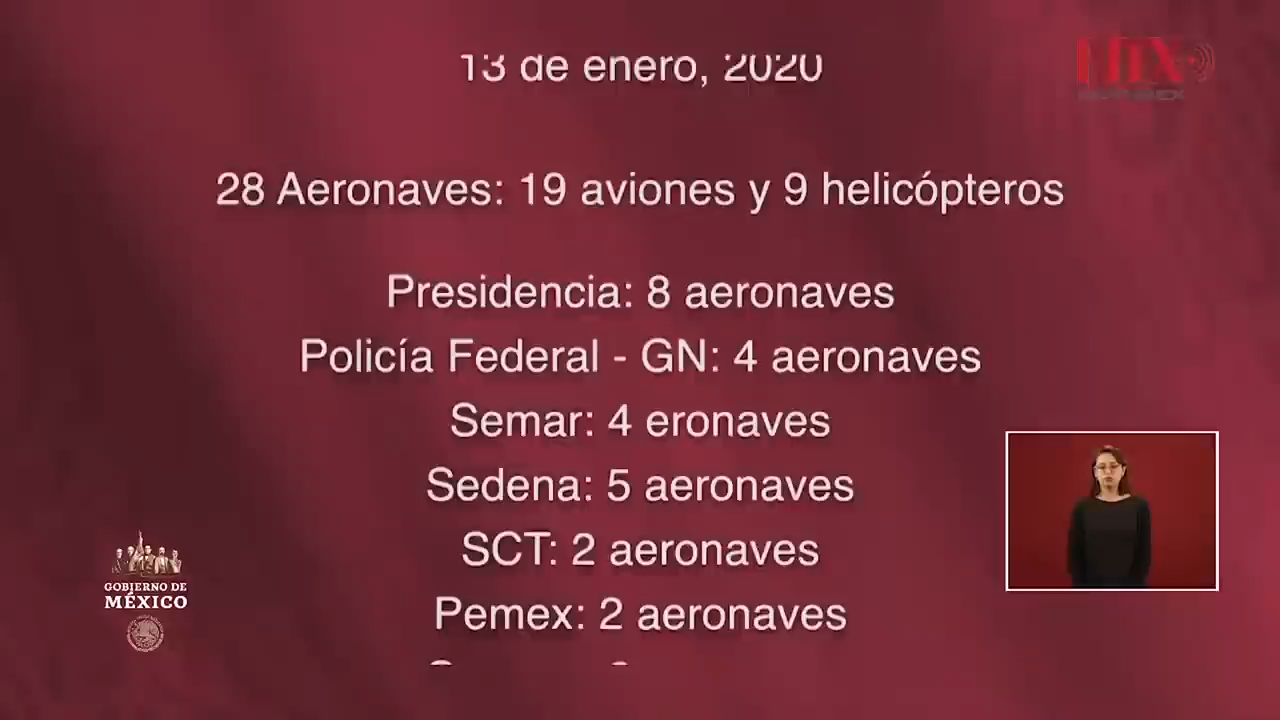 13 de enero, 2020
28 Aeronaves: 19 aviones y 9 helicópteros
Presidencia: 8 aeronaves
Policía Federal - GN: 4 aeronaves
Semar: 4 eronaves
Sedena: 5 aeronaves
SCT: 2 aeronaves
Pemex: 2 aeronaves
GOBIERNO DE
MÉXICO